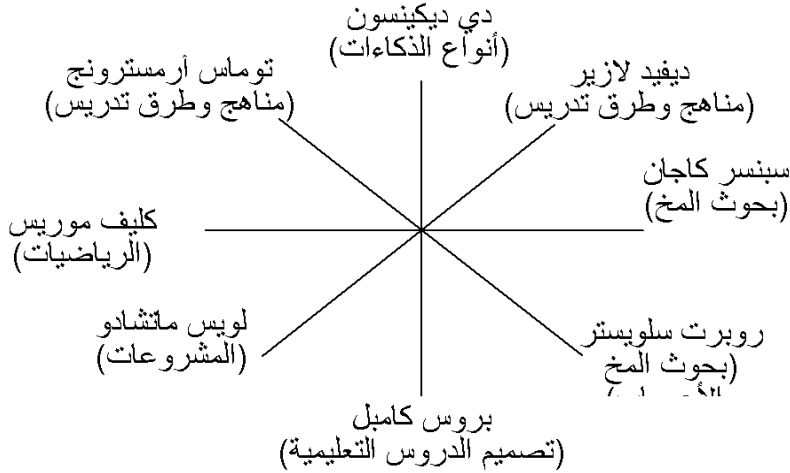 دي ديكينسون
(أنواع الذكاءات)
ديفيد لازير
(مناهج وطرق تدريس)
توماس أرمسترونج
(مناهج وطرق تدريس)
سبنسر كاجان
(بحوث المخ)
كليف موريس
(الرياضيات)
روبرت سلويستر
(بحوث المخ
لويس ماتشادو
(المشروعات)
بروس كامبل
(تصميم الدروس التعليمية)